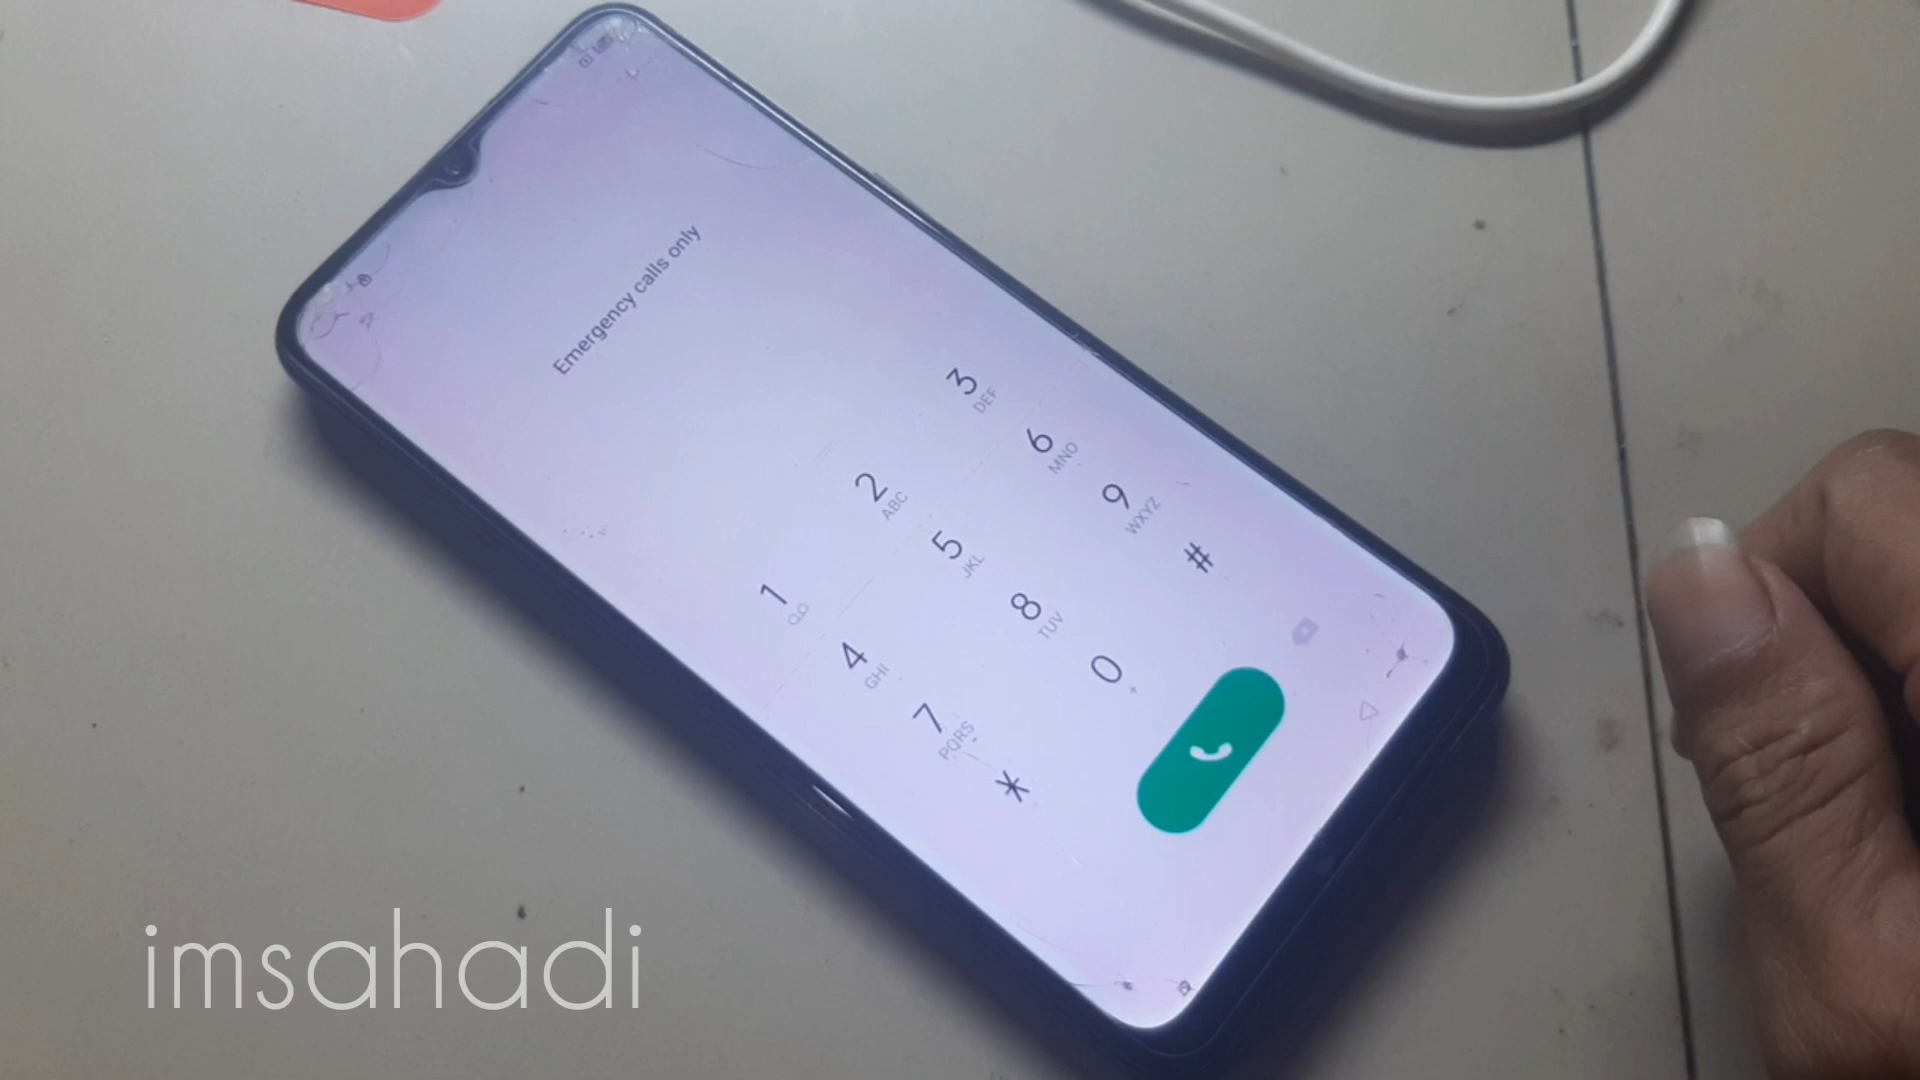 Emergency calls only
1
2 ABC
3 DEF
4 GHI
5 JKL
6 MNO
7 PQRS
8 TUV
9 WXYZ
*
0 +
#
imsahadi